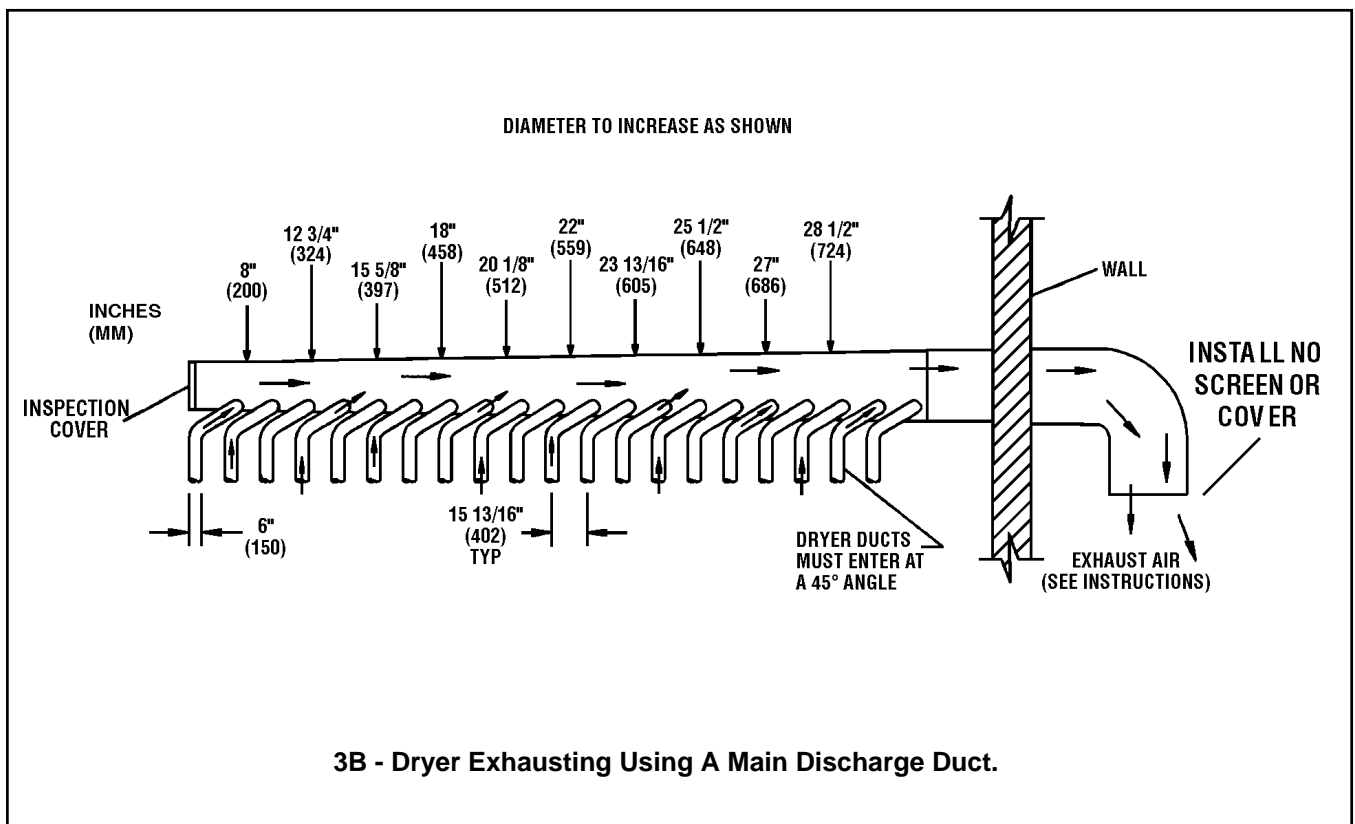 DIAMETER TO INCREASE AS SHOWN
INCHES
(MM)
8"
(200)
12 3/4"
(324)
15 5/8"
(397)
18"
(458)
20 1/8"
(512)
22"
(559)
23 13/16"
(605)
25 1/2"
(648)
27"
(686)
28 1/2"
(724)
WALL
INSTALL NO
SCREEN OR
COVER
INSPECTION
COVER
6"
(150)
15 13/16"
(402)
TYP
DRYER DUCTS
MUST ENTER AT
A 45° ANGLE
EXHAUST AIR
(SEE INSTRUCTIONS)
3B - Dryer Exhausting Using A Main Discharge Duct.